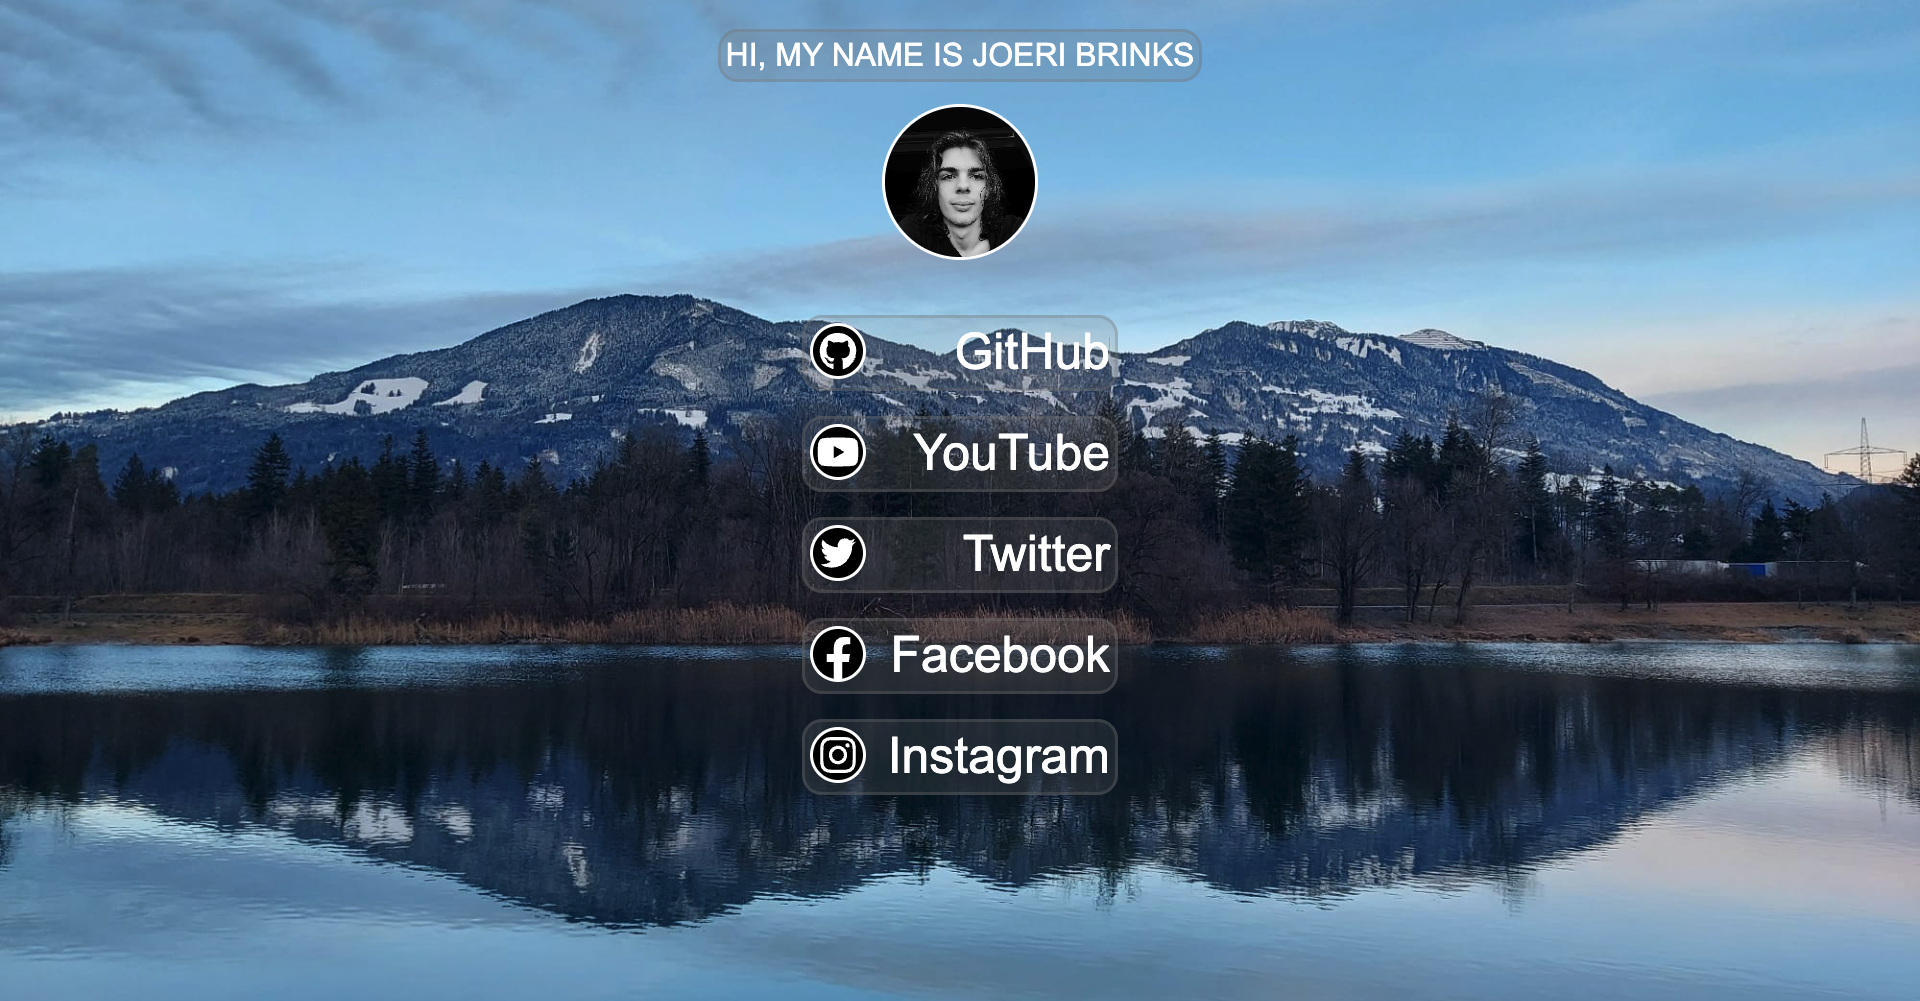 HI, MY NAME IS JOERI BRINKS
GitHub
YouTube
Twitter
Facebook
Instagram